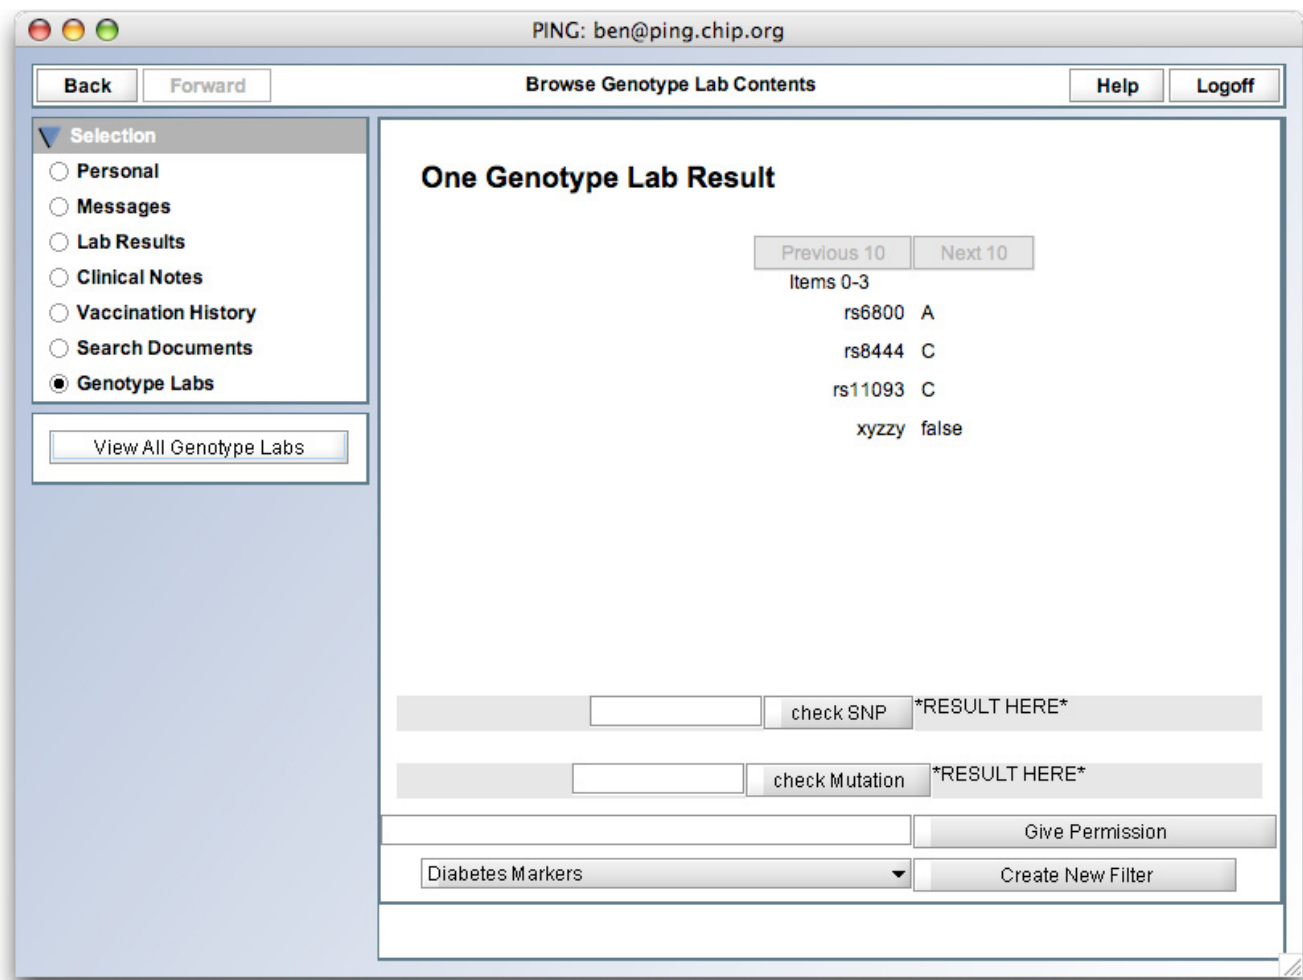 PING: ben@ping.chip.org
Back Forward Browse Genotype Lab Contents Help Logoff
Selection
Personal
Messages
Lab Results
Clinical Notes
Vaccination History
Search Documents
Genotype Labs
View All Genotype Labs
One Genotype Lab Result
Previous 10 Next 10
Items 0-3
rs6800 A
rs8444 C
rs11093 C
xyzzy false
check SNP *RESULT HERE*
check Mutation *RESULT HERE*
Give Permission
Diabetes Markers Create New Filter